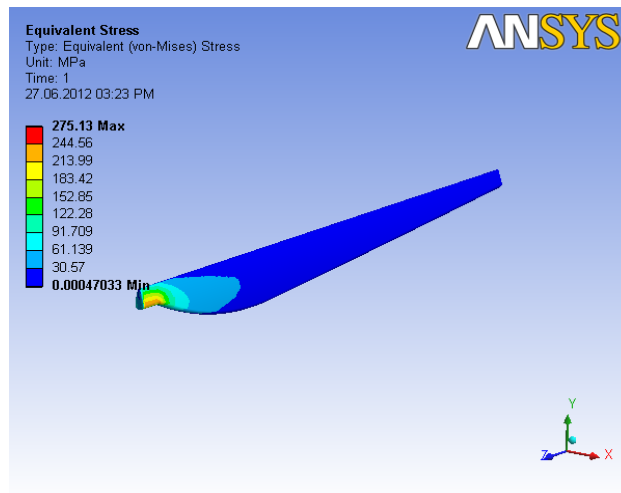 Equivalent Stress
Type: Equivalent (von-Mises) Stress
Unit: MPa
Time: 1
27.06.2012 03:23 PM
ANSYS
275.13 Max
244.56
213.99
183.42
152.85
122.28
91.709
61.139
30.57
0.00047033 Min
Y
Z
X